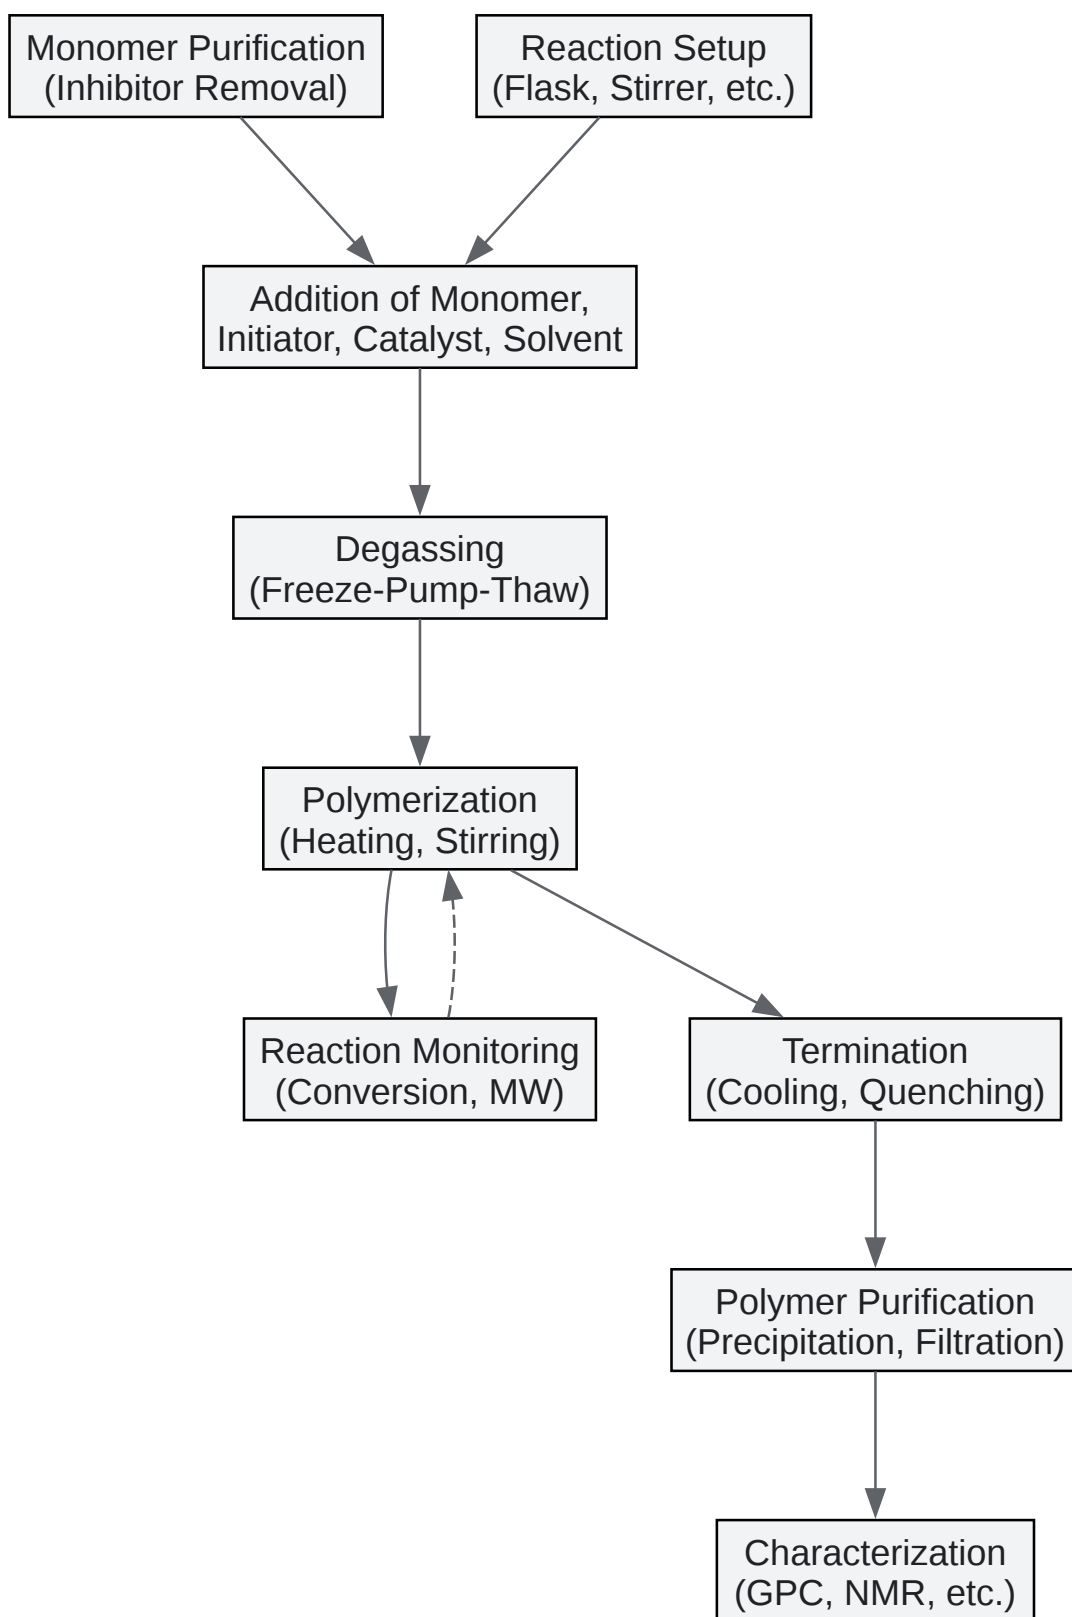 Monomer Purification
(Inhibitor Removal)
Reaction Setup
(Flask, Stirrer, etc.)
Addition of Monomer,
Initiator, Catalyst, Solvent
Degassing
(Freeze-Pump-Thaw)
Polymerization
(Heating, Stirring)
Reaction Monitoring
(Conversion, MW)
Termination
(Cooling, Quenching)
Polymer Purification
(Precipitation, Filtration)
Characterization
(GPC, NMR, etc.)